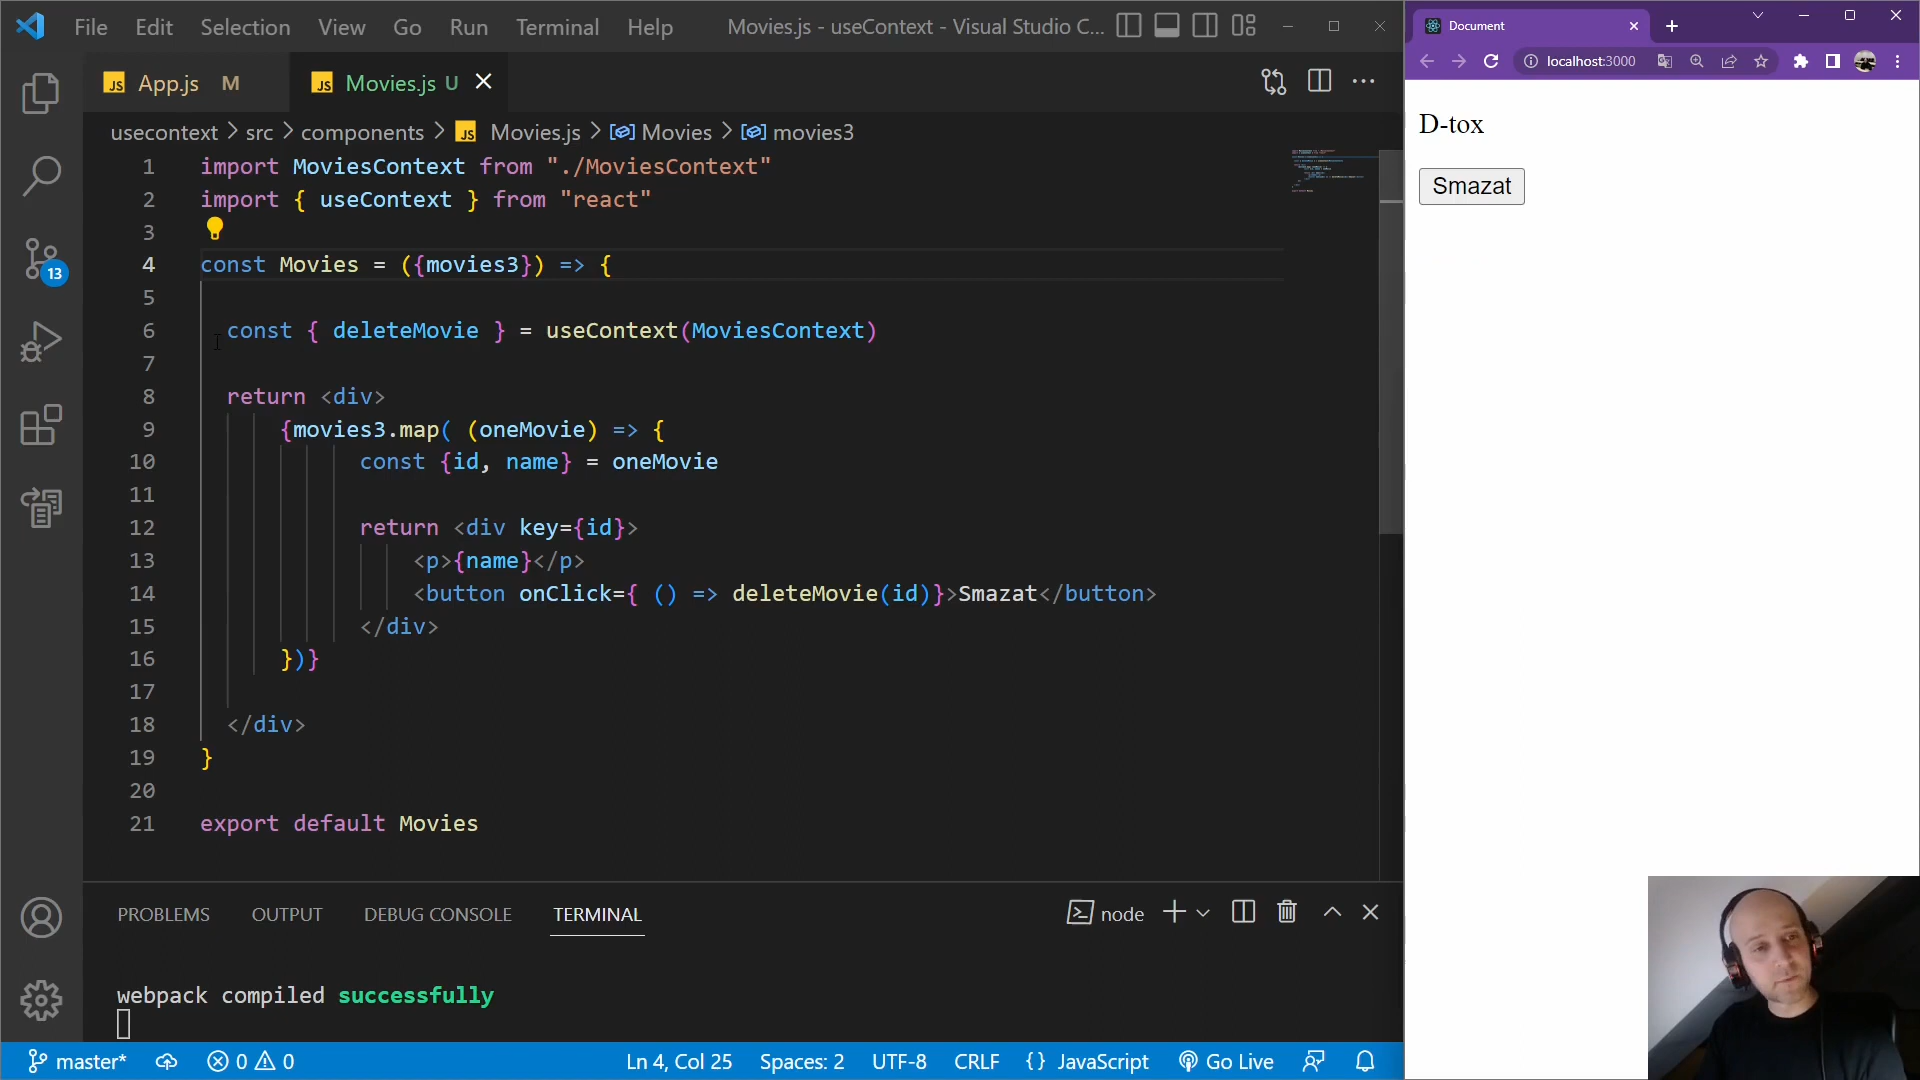 File Edit Selection View Go Run Terminal Help Movies.js - useContext - Visual Studio C...
Document
localhost:3000
JS App.js M
JS Movies.js U
usecontext > src > components > JS Movies.js > Movies > movies3
1 import MoviesContext from "./MoviesContext"
2 import { useContext } from "react"
3
4 const Movies = ({movies3}) => {
5
6 const { deleteMovie } = useContext(MoviesContext)
7
8 return <div>
9 {movies3.map( (oneMovie) => {
10 const {id, name} = oneMovie
11
12 return <div key={id}>
13 <p>{name}</p>
14 <button onClick={ () => deleteMovie(id)}>Smazat</button>
15 </div>
16 })}
17
18 </div>
19 }
20
21 export default Movies
D-tox
Smazat
13
PROBLEMS OUTPUT DEBUG CONSOLE TERMINAL node
webpack compiled successfully
master* 0 0 Ln 4, Col 25 Spaces: 2 UTF-8 CRLF {} JavaScript Go Live